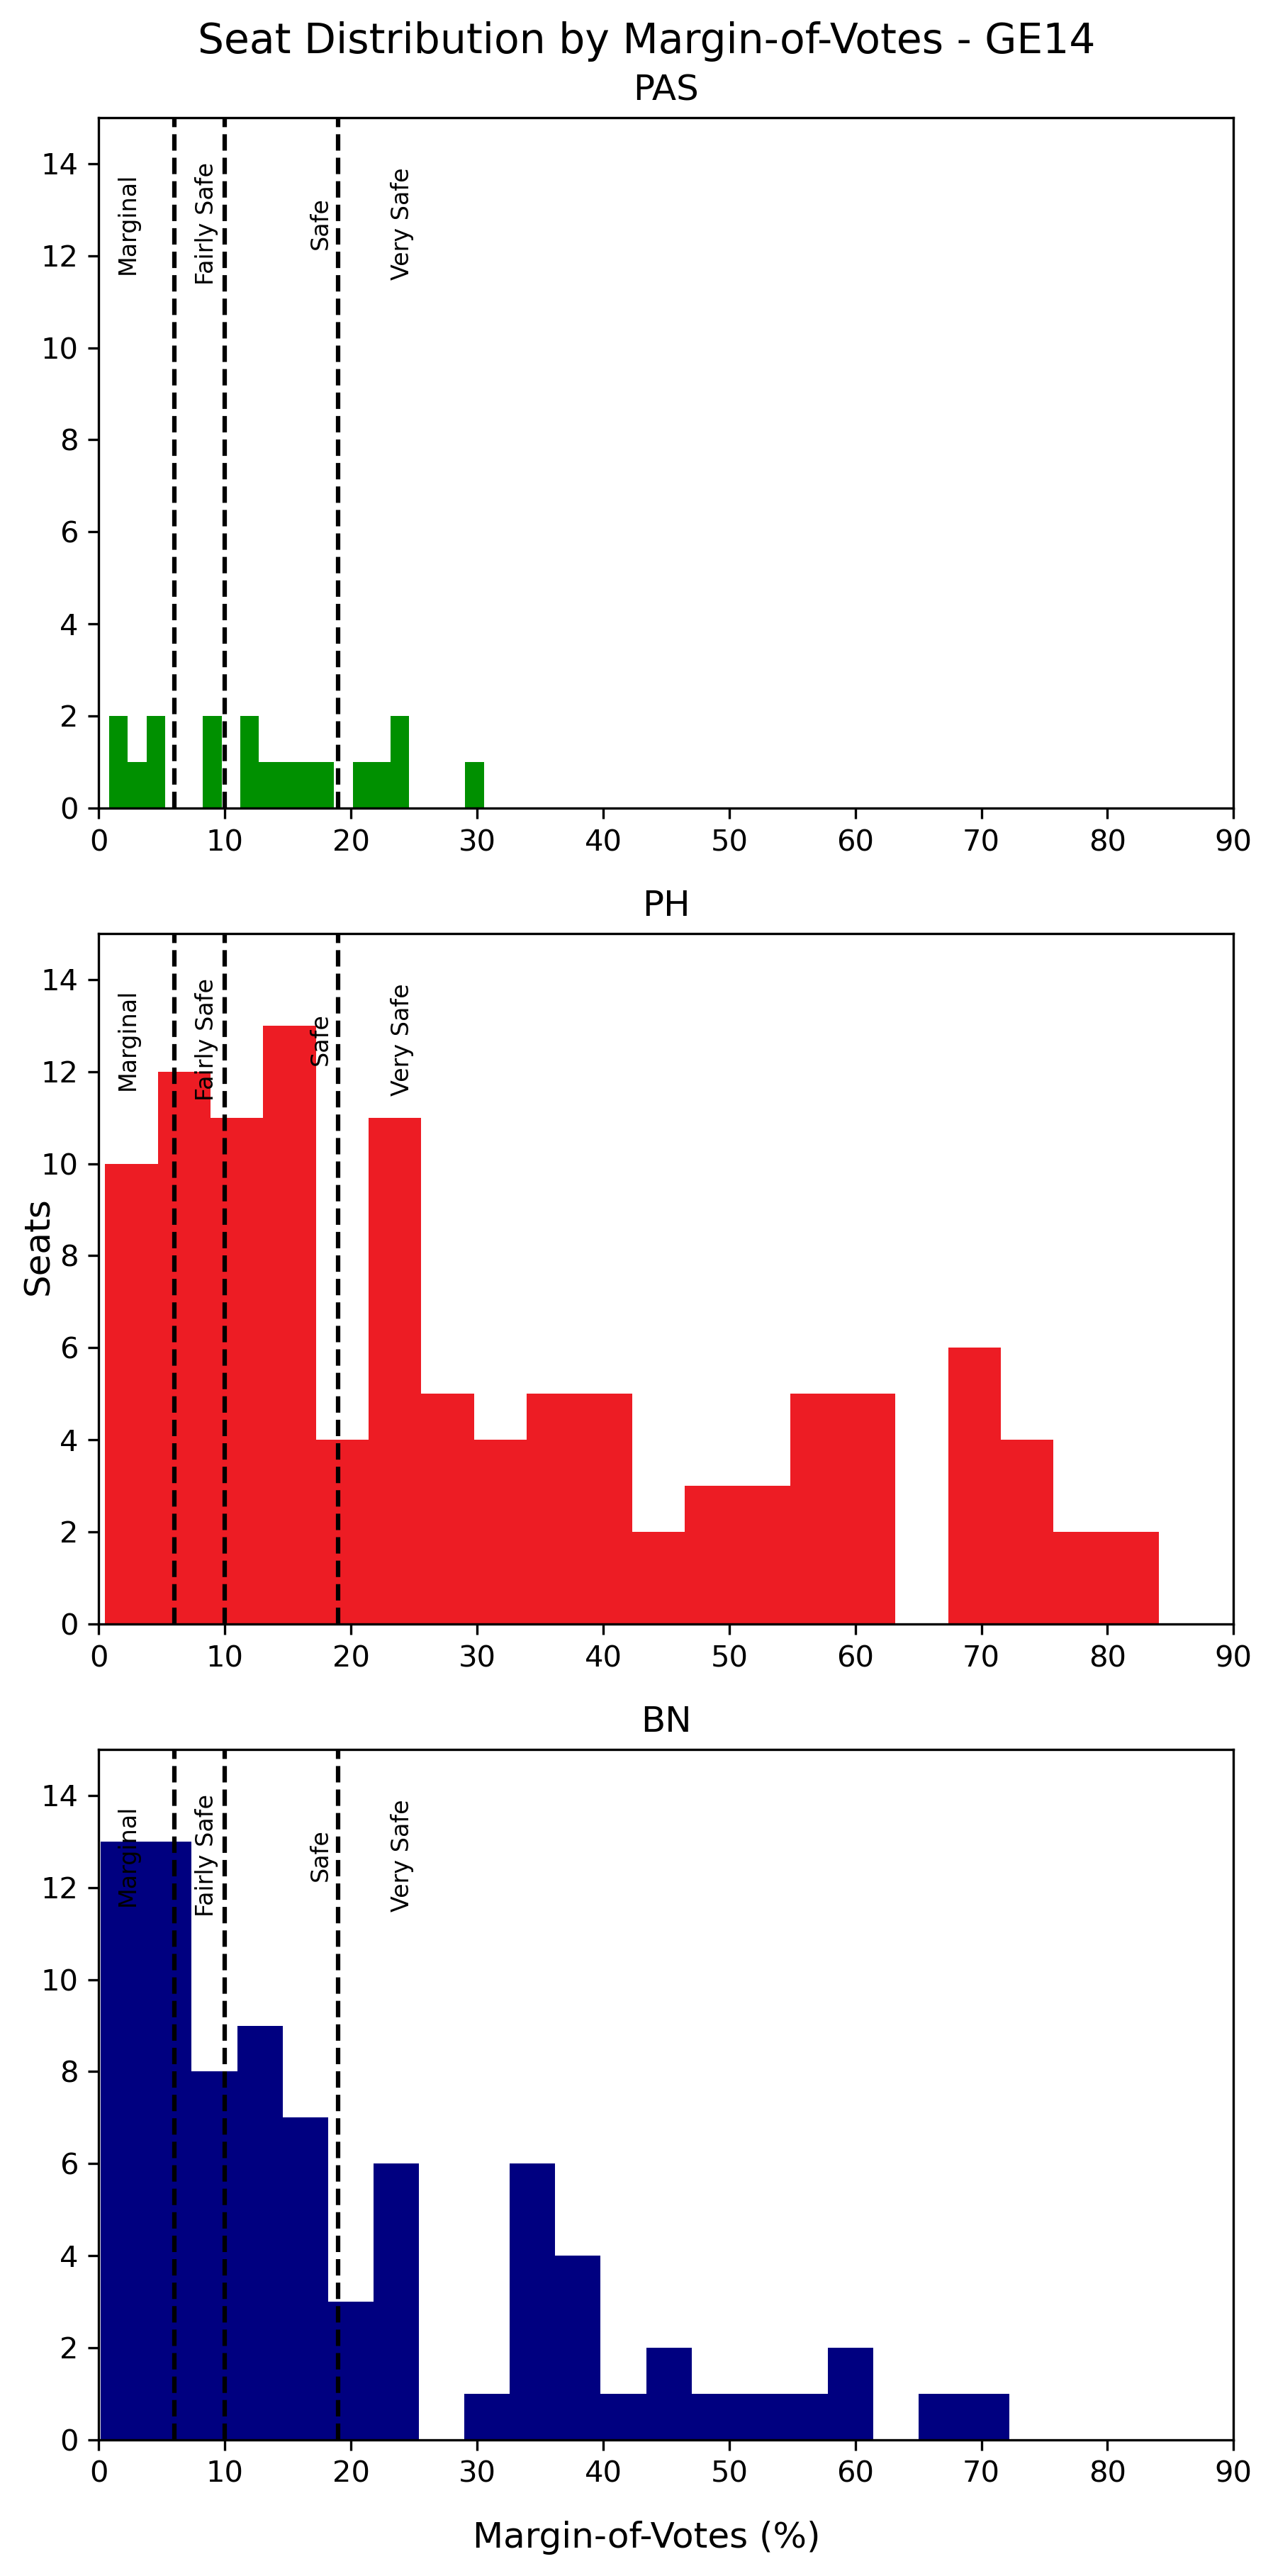 Seat Distribution by Margin-of-Votes - GE14
PAS
14
12
10
8
6
4
2
0
Marginal
Fairly Safe
Safe
Very Safe
0 10 20 30 40 50 60 70 80 90
PH
Seats
14
12
10
8
6
4
2
0
Marginal
Fairly Safe
Safe
Very Safe
0 10 20 30 40 50 60 70 80 90
BN
14
12
10
8
6
4
2
0
Marginal
Fairly Safe
Safe
Very Safe
0 10 20 30 40 50 60 70 80 90
Margin-of-Votes (%)